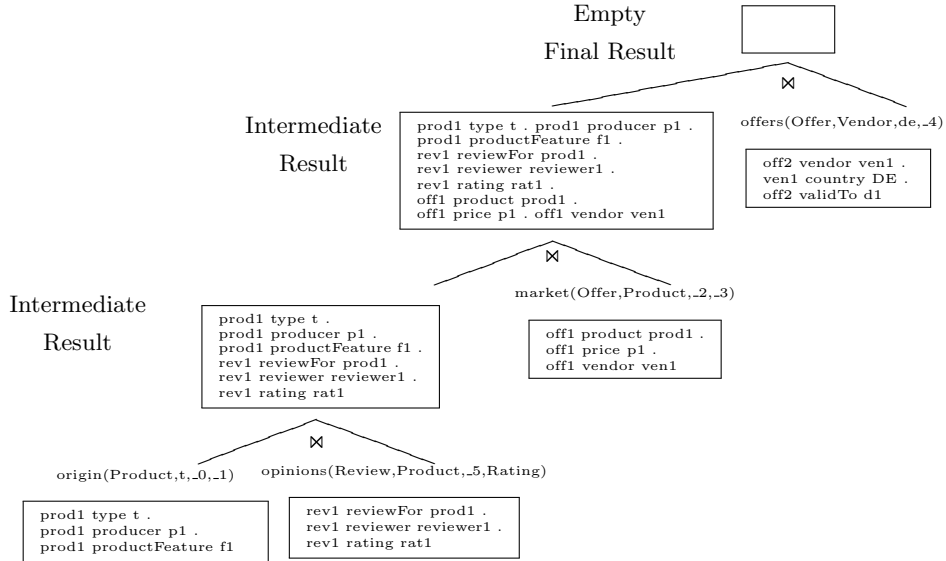 Empty
Final Result
⋈
Intermediate
Result
prod1 type t . prod1 producer p1 .
prod1 productFeature f1 .
rev1 reviewFor prod1 .
rev1 reviewer reviewer1 .
rev1 rating rat1 .
off1 product prod1 .
off1 price p1 . off1 vendor ven1
offers(Offer,Vendor,de,_4)
off2 vendor ven1 .
ven1 country DE .
off2 validTo d1
⋈
Intermediate
Result
prod1 type t .
prod1 producer p1 .
prod1 productFeature f1 .
rev1 reviewFor prod1 .
rev1 reviewer reviewer1 .
rev1 rating rat1
market(Offer,Product,_2,_3)
off1 product prod1 .
off1 price p1 .
off1 vendor ven1
⋈
origin(Product,t,_0,_1)
prod1 type t .
prod1 producer p1 .
prod1 productFeature f1
opinions(Review,Product,_5,Rating)
rev1 reviewFor prod1 .
rev1 reviewer reviewer1 .
rev1 rating rat1